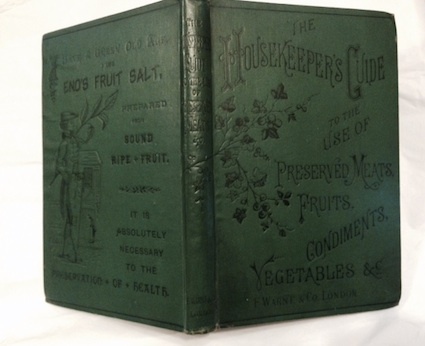 OLD
ENO'S FRUIT SALT,
PREPARED
SOUND
RIPE + FRUIT.
IT IS
ABSOLUTELY
NECESSARY
TO THE
PRESERVATION + OF + HEALTH.
THE
HOUSEKEEPER'S GUIDE
TO THE
USE OF
PRESERVED MEATS,
FRUITS,
CONDIMENTS,
VEGETABLES &C
F. WARNE & CO. LONDON